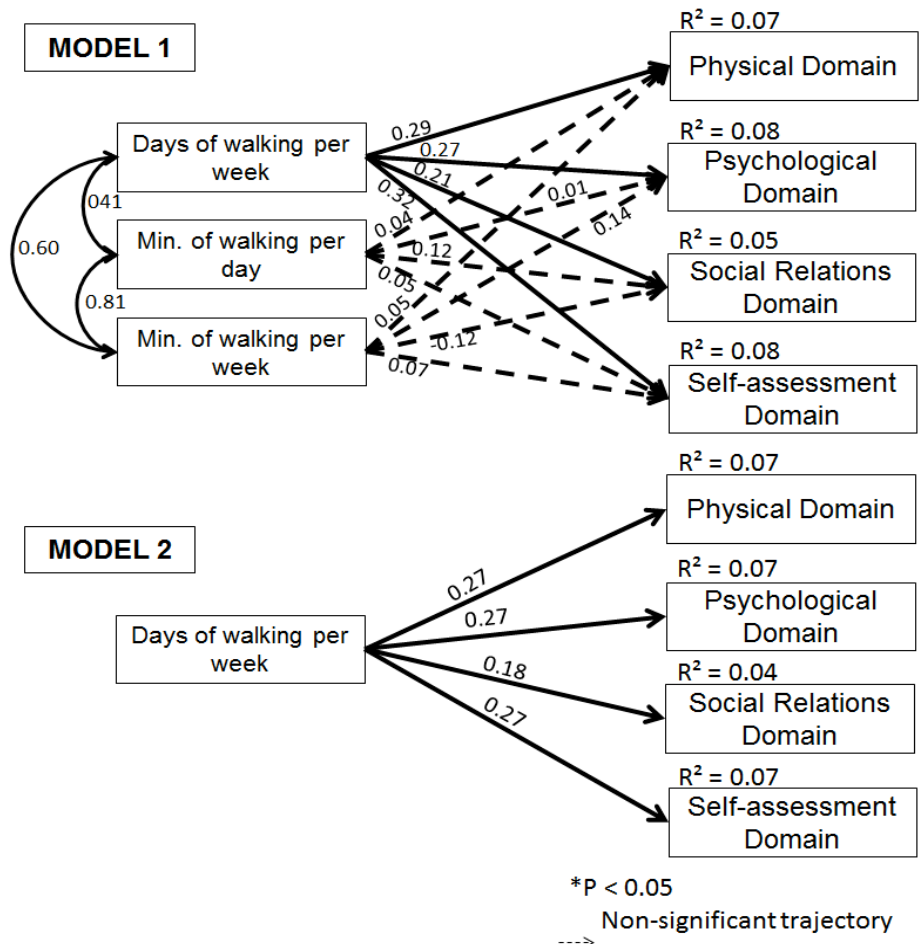 MODEL 1
R² = 0.07
Physical Domain
R² = 0.08
Psychological
Domain
R² = 0.05
Social Relations
Domain
R² = 0.08
Self-assessment
Domain
Days of walking per
week
Min. of walking per
day
Min. of walking per
week
041
0.60
0.81
0.29
0.27
0.21
0.32
0.04
0.01
0.12
0.14
0.05
0.05
-0.12
0.07
MODEL 2
R² = 0.07
Physical Domain
R² = 0.07
Psychological
Domain
R² = 0.04
Social Relations
Domain
R² = 0.07
Self-assessment
Domain
Days of walking per
week
0.27
0.27
0.18
0.27
*P < 0.05
Non-significant trajectory